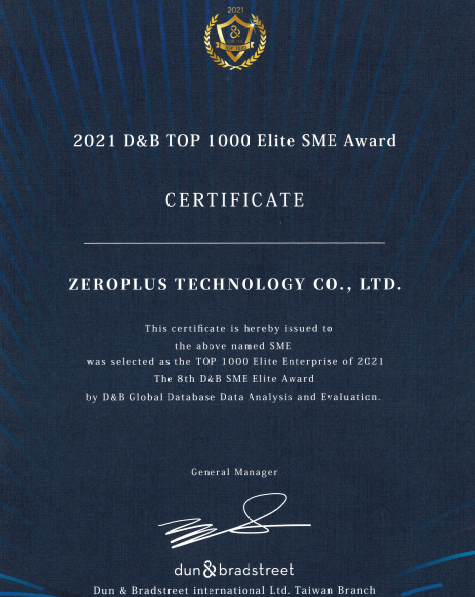 2021
&
TOP 1000
2021 D&B TOP 1000 Elite SME Award
CERTIFICATE
ZEROPLUS TECHNOLOGY CO., LTD.
This certificate is hereby issued to
the above named SME
was selected as the TOP 1000 Elite Enterprise of 2021
The 8th D&B SME Elite Award
by D&B Global Database Data Analysis and Evaluation.
General Manager
dun & bradstreet
Dun & Bradstreet international Ltd. Taiwan Branch